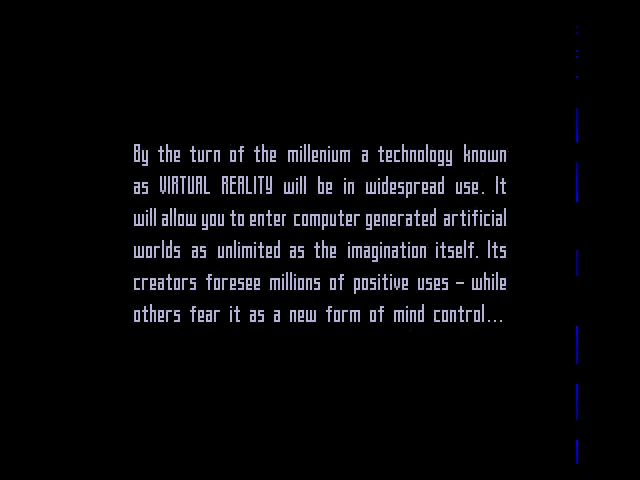 By the turn of the millenium a technology known
as VIRTUAL REALITY will be in widespread use. It
will allow you to enter computer generated artificial
worlds as unlimited as the imagination itself. Its
creators foresee millions of positive uses – while
others fear it as a new form of mind control...